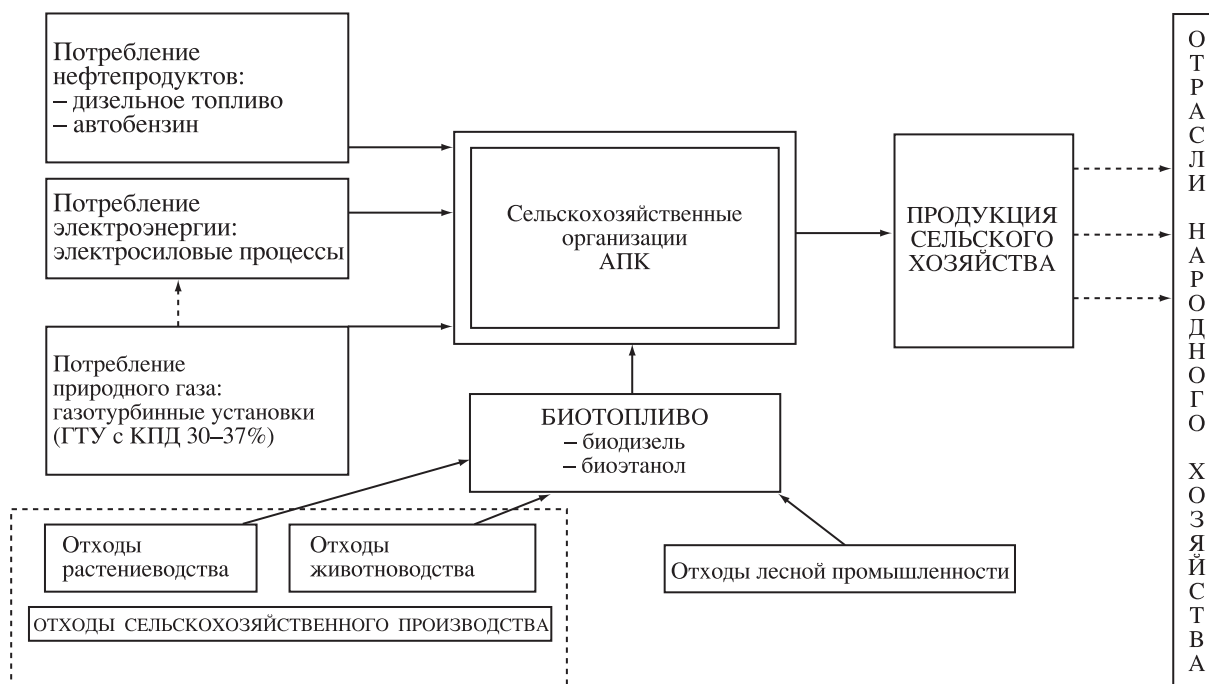 Потребление
нефтепродуктов:
– дизельное топливо
– автобензин
Потребление
электроэнергии:
электросиловые процессы
Потребление
природного газа:
газотурбинные установки
(ГТУ с КПД 30–37%)
Сельскохозяйственные
организации
АПК
ПРОДУКЦИЯ
СЕЛЬСКОГО
ХОЗЯЙСТВА
ОТРАСЛИ НАРОДНОГО ХОЗЯЙСТВА
БИОТОПЛИВО
– биодизель
– биоэтанол
Отходы
растениеводства
Отходы
животноводства
Отходы лесной промышленности
ОТХОДЫ СЕЛЬСКОХОЗЯЙСТВЕННОГО ПРОИЗВОДСТВА